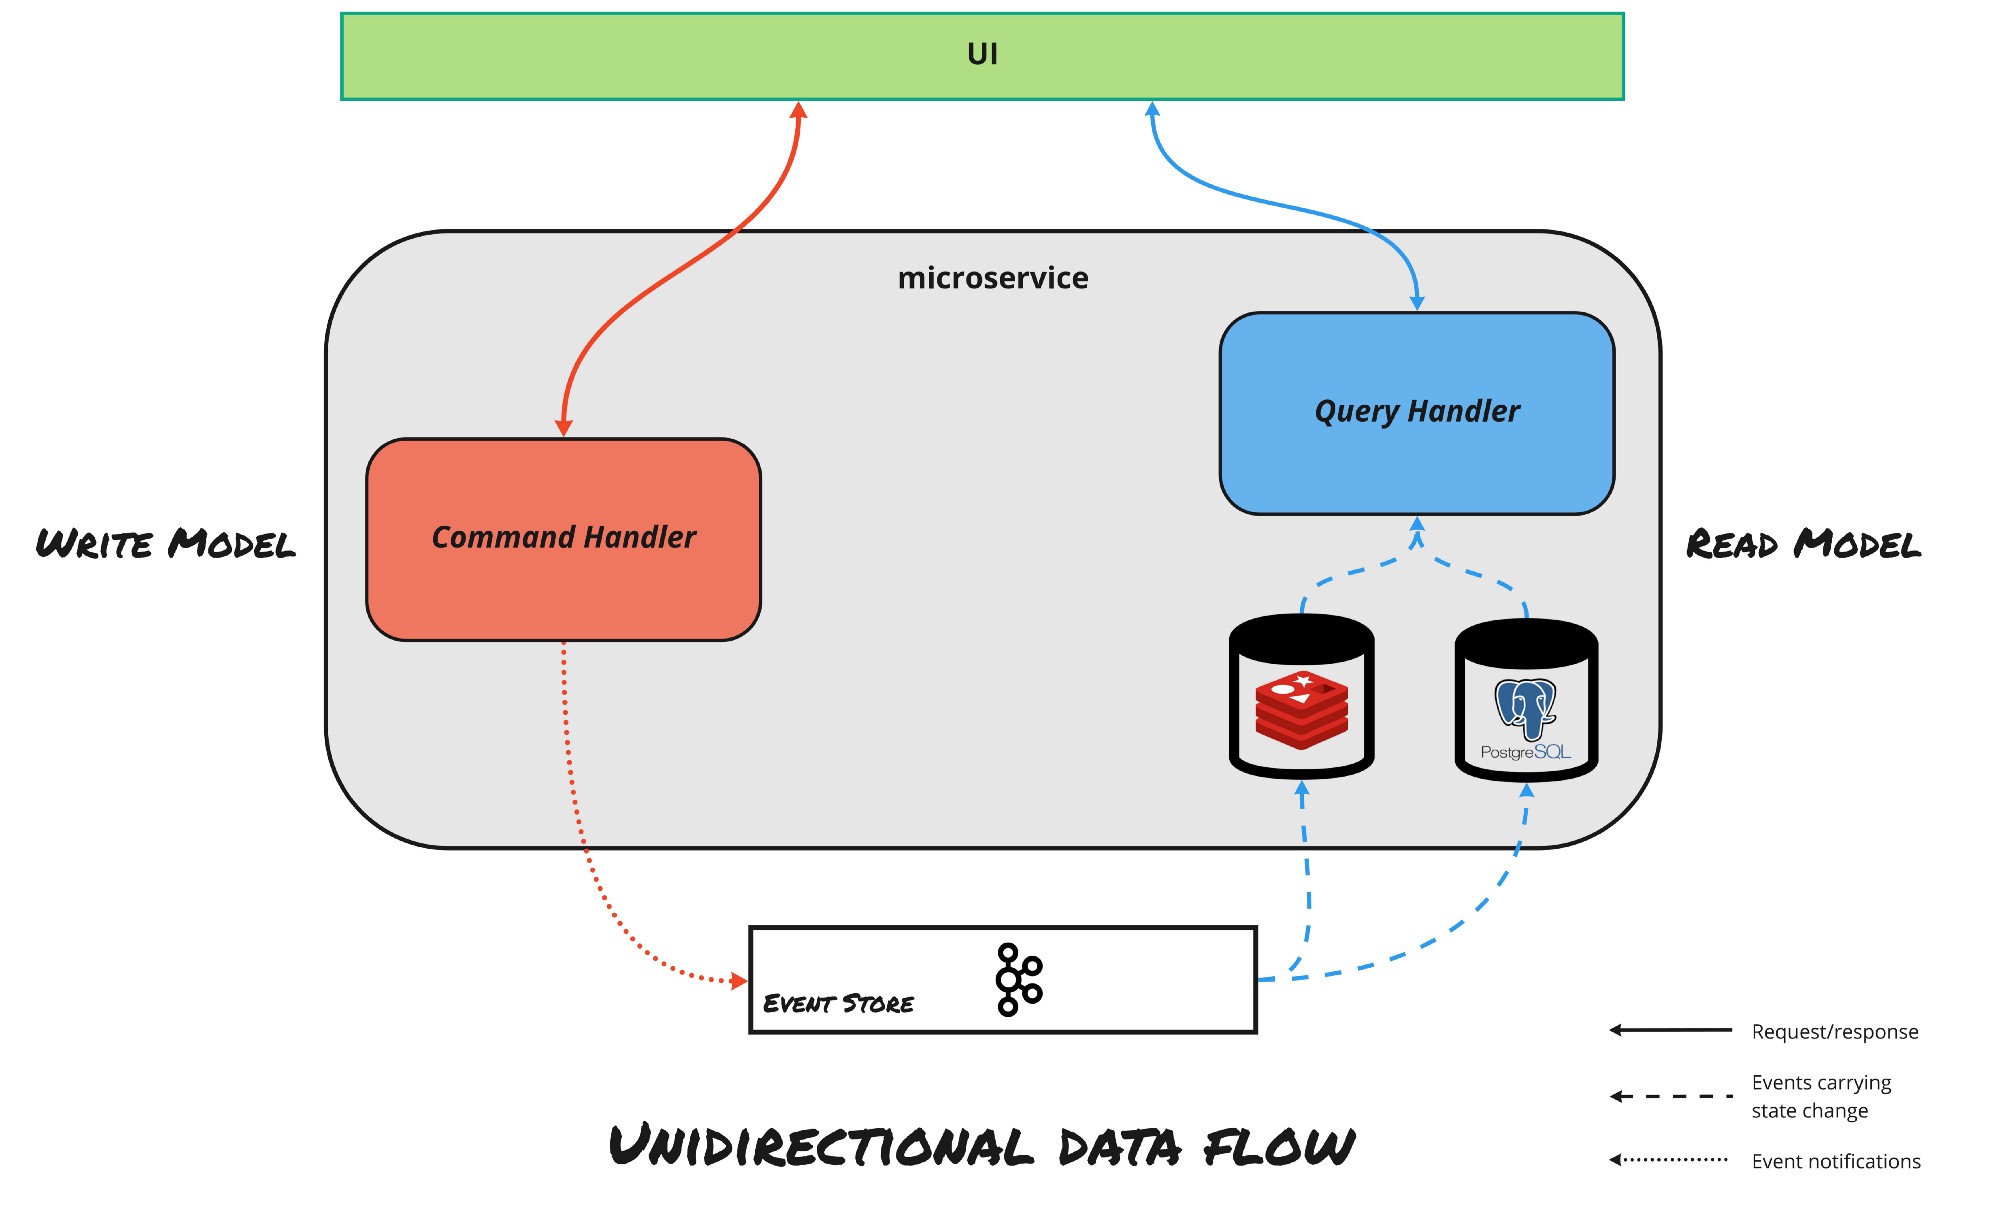 UI
microservice
Query Handler
Command Handler
WRITE MODEL
READ MODEL
PostgreSQL
EVENT STORE
Request/response
Events carrying
state change
Event notifications
UNIDIRECTIONAL DATA FLOW